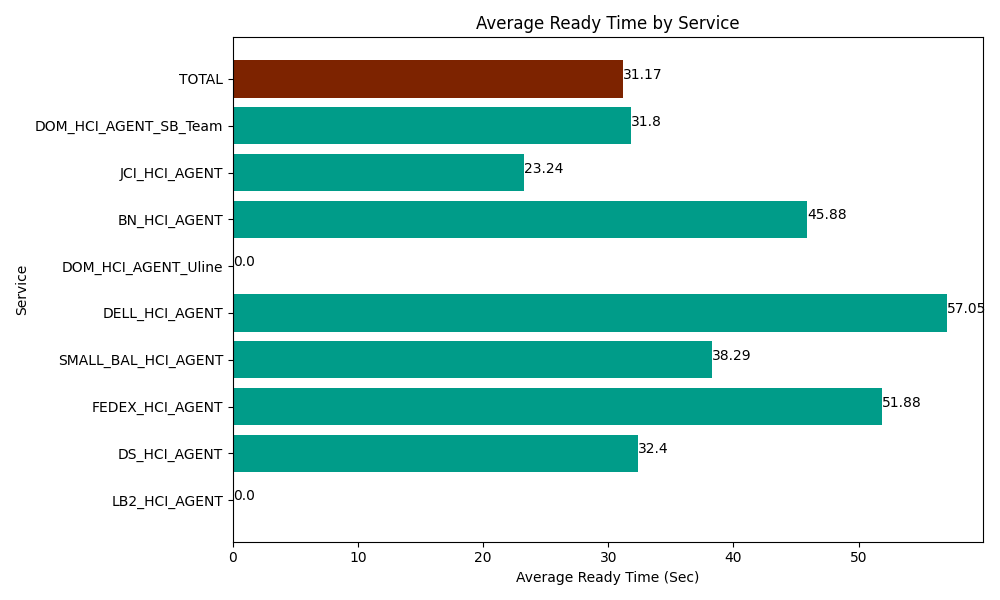 Average Ready Time by Service
Service
TOTAL 31.17
DOM_HCI_AGENT_SB_Team 31.8
JCI_HCI_AGENT 23.24
BN_HCI_AGENT 45.88
DOM_HCI_AGENT_Uline 0.0
DELL_HCI_AGENT 57.05
SMALL_BAL_HCI_AGENT 38.29
FEDEX_HCI_AGENT 51.88
DS_HCI_AGENT 32.4
LB2_HCI_AGENT 0.0
0 10 20 30 40 50
Average Ready Time (Sec)